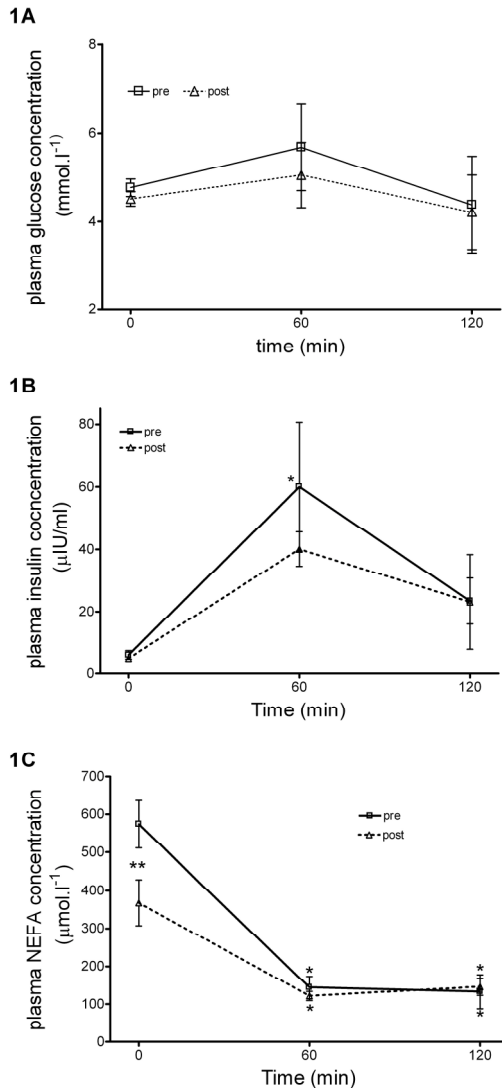 1A
plasma glucose concentration
(mmol.l⁻¹)
8
pre post
6
4
2
0 60 120
time (min)
1B
plasma insulin cocncentration
(μIU/ml)
80
pre
post
*
60
40
20
0
0 60 120
Time (min)
1C
plasma NEFA concentration
(μmol.l⁻¹)
700
pre
600
post
500
**
400
300
200
* *
100
* *
0
0 60 120
Time (min)